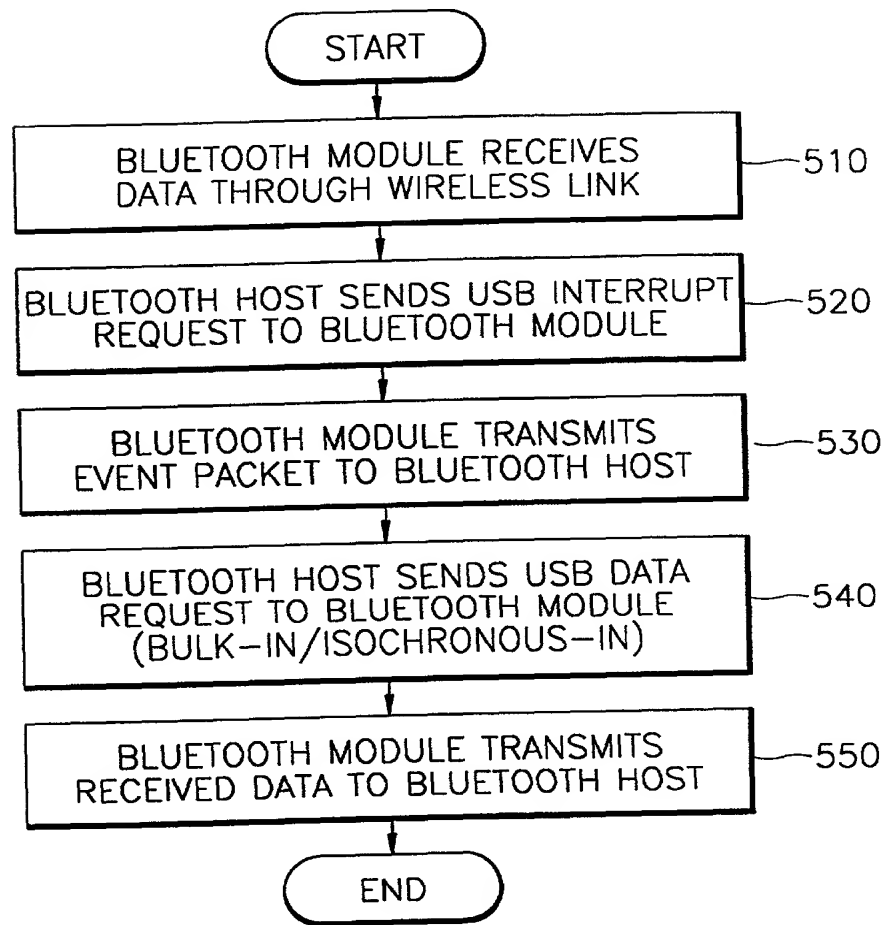 START
BLUETOOTH MODULE RECEIVES
DATA THROUGH WIRELESS LINK
510
BLUETOOTH HOST SENDS USB INTERRUPT
REQUEST TO BLUETOOTH MODULE
520
BLUETOOTH MODULE TRANSMITS
EVENT PACKET TO BLUETOOTH HOST
530
BLUETOOTH HOST SENDS USB DATA
REQUEST TO BLUETOOTH MODULE
(BULK-IN/ISOCHRONOUS-IN)
540
BLUETOOTH MODULE TRANSMITS
RECEIVED DATA TO BLUETOOTH HOST
550
END